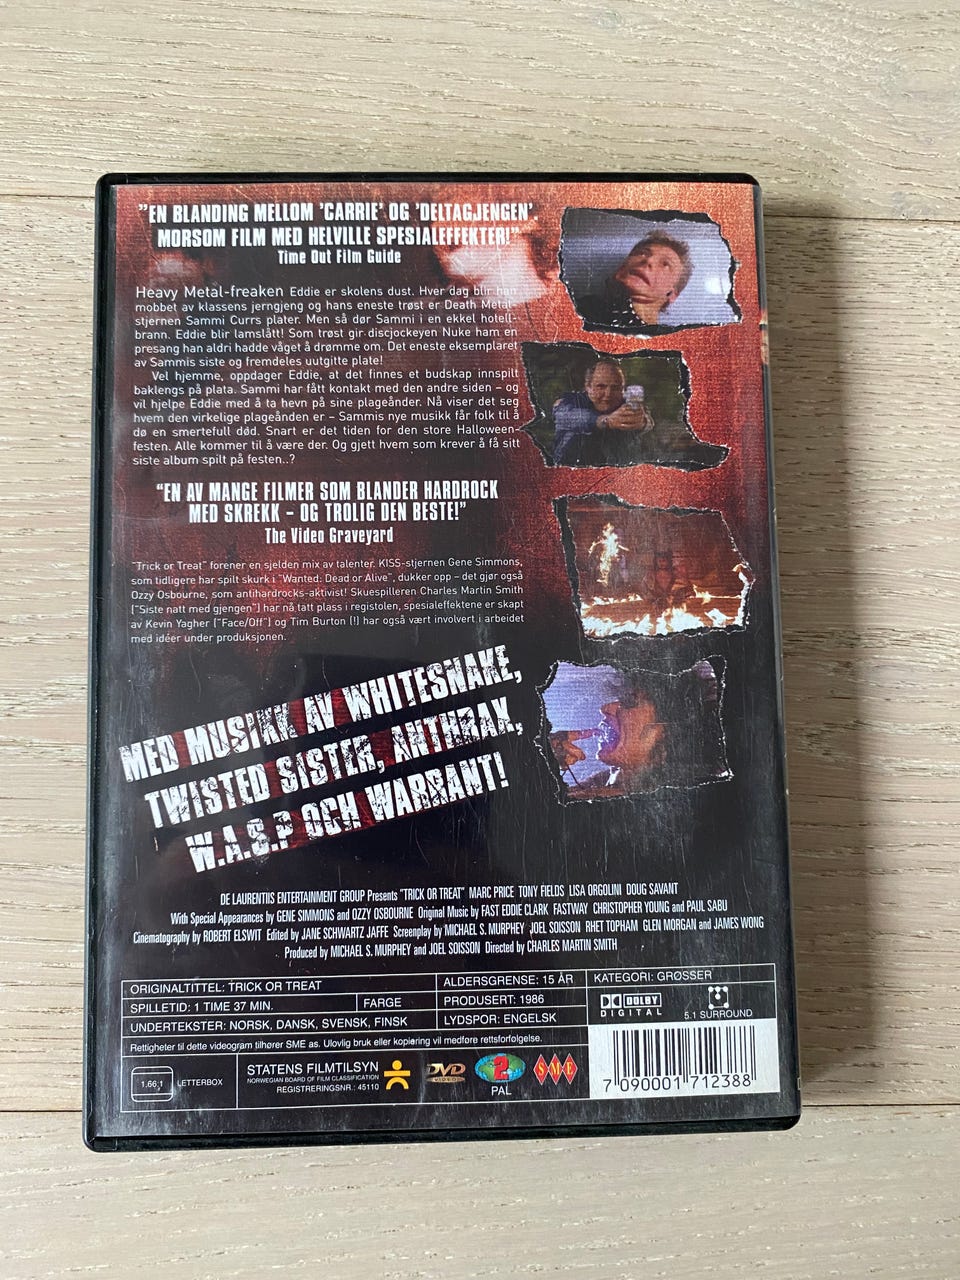 "EN BLANDING MELLOM 'CARRIE' OG 'DELTAGJENGEN'.
MORSOM FILM MED HELVILLE SPESIALEFFEKTER!"
Time Out Film Guide
Heavy Metal-freaken Eddie er skolens dust. Hver dag blir han
mobbet av klassens jerngjeng og hans eneste trøst er Death Metal-
stjernen Sammi Currs plater. Men så dør Sammi i en ekkel hotell-
brann. Eddie blir lamslått! Som trøst gir discjockeyen Nuke ham en
presang han aldri hadde våget å drømme om. Det eneste eksemplaret
av Sammis siste og fremdeles uutgitte plate!
Vel hjemme, oppdager Eddie, at det finnes et budskap innspilt
baklengs på plata. Sammi har fått kontakt med den andre siden – og
vil hjelpe Eddie med å ta hevn på sine plageånder. Nå viser det seg
hvem den virkelige plageånden er – Sammis nye musikk får folk til å
dø en smertefull død. Snart er det tiden for den store Halloween-
festen. Alle kommer til å være der. Og gjett hvem som krever å få sitt
siste album spilt på festen..?
"EN AV MANGE FILMER SOM BLANDER HARDROCK
MED SKREKK – OG TROLIG DEN BESTE!"
The Video Graveyard
"Trick or Treat" forener en sjelden mix av talenter. KISS-stjernen Gene Simmons,
som tidligere har spilt skurk i "Wanted: Dead or Alive", dukker opp – det gjør også
Ozzy Osbourne, som antihardrocks-aktivist! Skuespilleren Charles Martin Smith
("Siste natt med gjengen") har nå tatt plass i registolen, spesialeffektene er skapt
av Kevin Yagher ("Face/Off") og Tim Burton (!) har også vært involvert i arbeidet
med idéer under produksjonen.
MED MUSIKK AV WHITESNAKE,
TWISTED SISTER, ANTHRAX,
W.A.S.P OCH WARRANT!
DE LAURENTIIS ENTERTAINMENT GROUP Presents "TRICK OR TREAT" MARC PRICE TONY FIELDS LISA ORGOLINI DOUG SAVANT
With Special Appearances by GENE SIMMONS and OZZY OSBOURNE Original Music by FAST EDDIE CLARK FASTWAY CHRISTOPHER YOUNG and PAUL SABU
Cinematography by ROBERT ELSWIT Edited by JANE SCHWARTZ JAFFE Screenplay by MICHAEL S. MURPHEY JOEL SOISSON RHET TOPHAM GLEN MORGAN and JAMES WONG
Produced by MICHAEL S. MURPHEY and JOEL SOISSON Directed by CHARLES MARTIN SMITH
ORIGINALTITTEL: TRICK OR TREAT
ALDERSGRENSE: 15 ÅR
KATEGORI: GRØSSER
SPILLETID: 1 TIME 37 MIN.
FARGE
PRODUSERT: 1986
UNDERTEKSTER: NORSK, DANSK, SVENSK, FINSK
LYDSPOR: ENGELSK
DOLBY
DIGITAL
5.1 SURROUND
Rettigheter til dette videogram tilhører SME as. Ulovlig bruk eller kopiering vil medføre rettsforfølgelse.
1.66:1
LETTERBOX
STATENS FILMTILSYN
NORWEGIAN BOARD OF FILM CLASSIFICATION
REGISTRERINGSNR.: 45110
DVD
VIDEO
2
PAL
SME
7 090001 712388